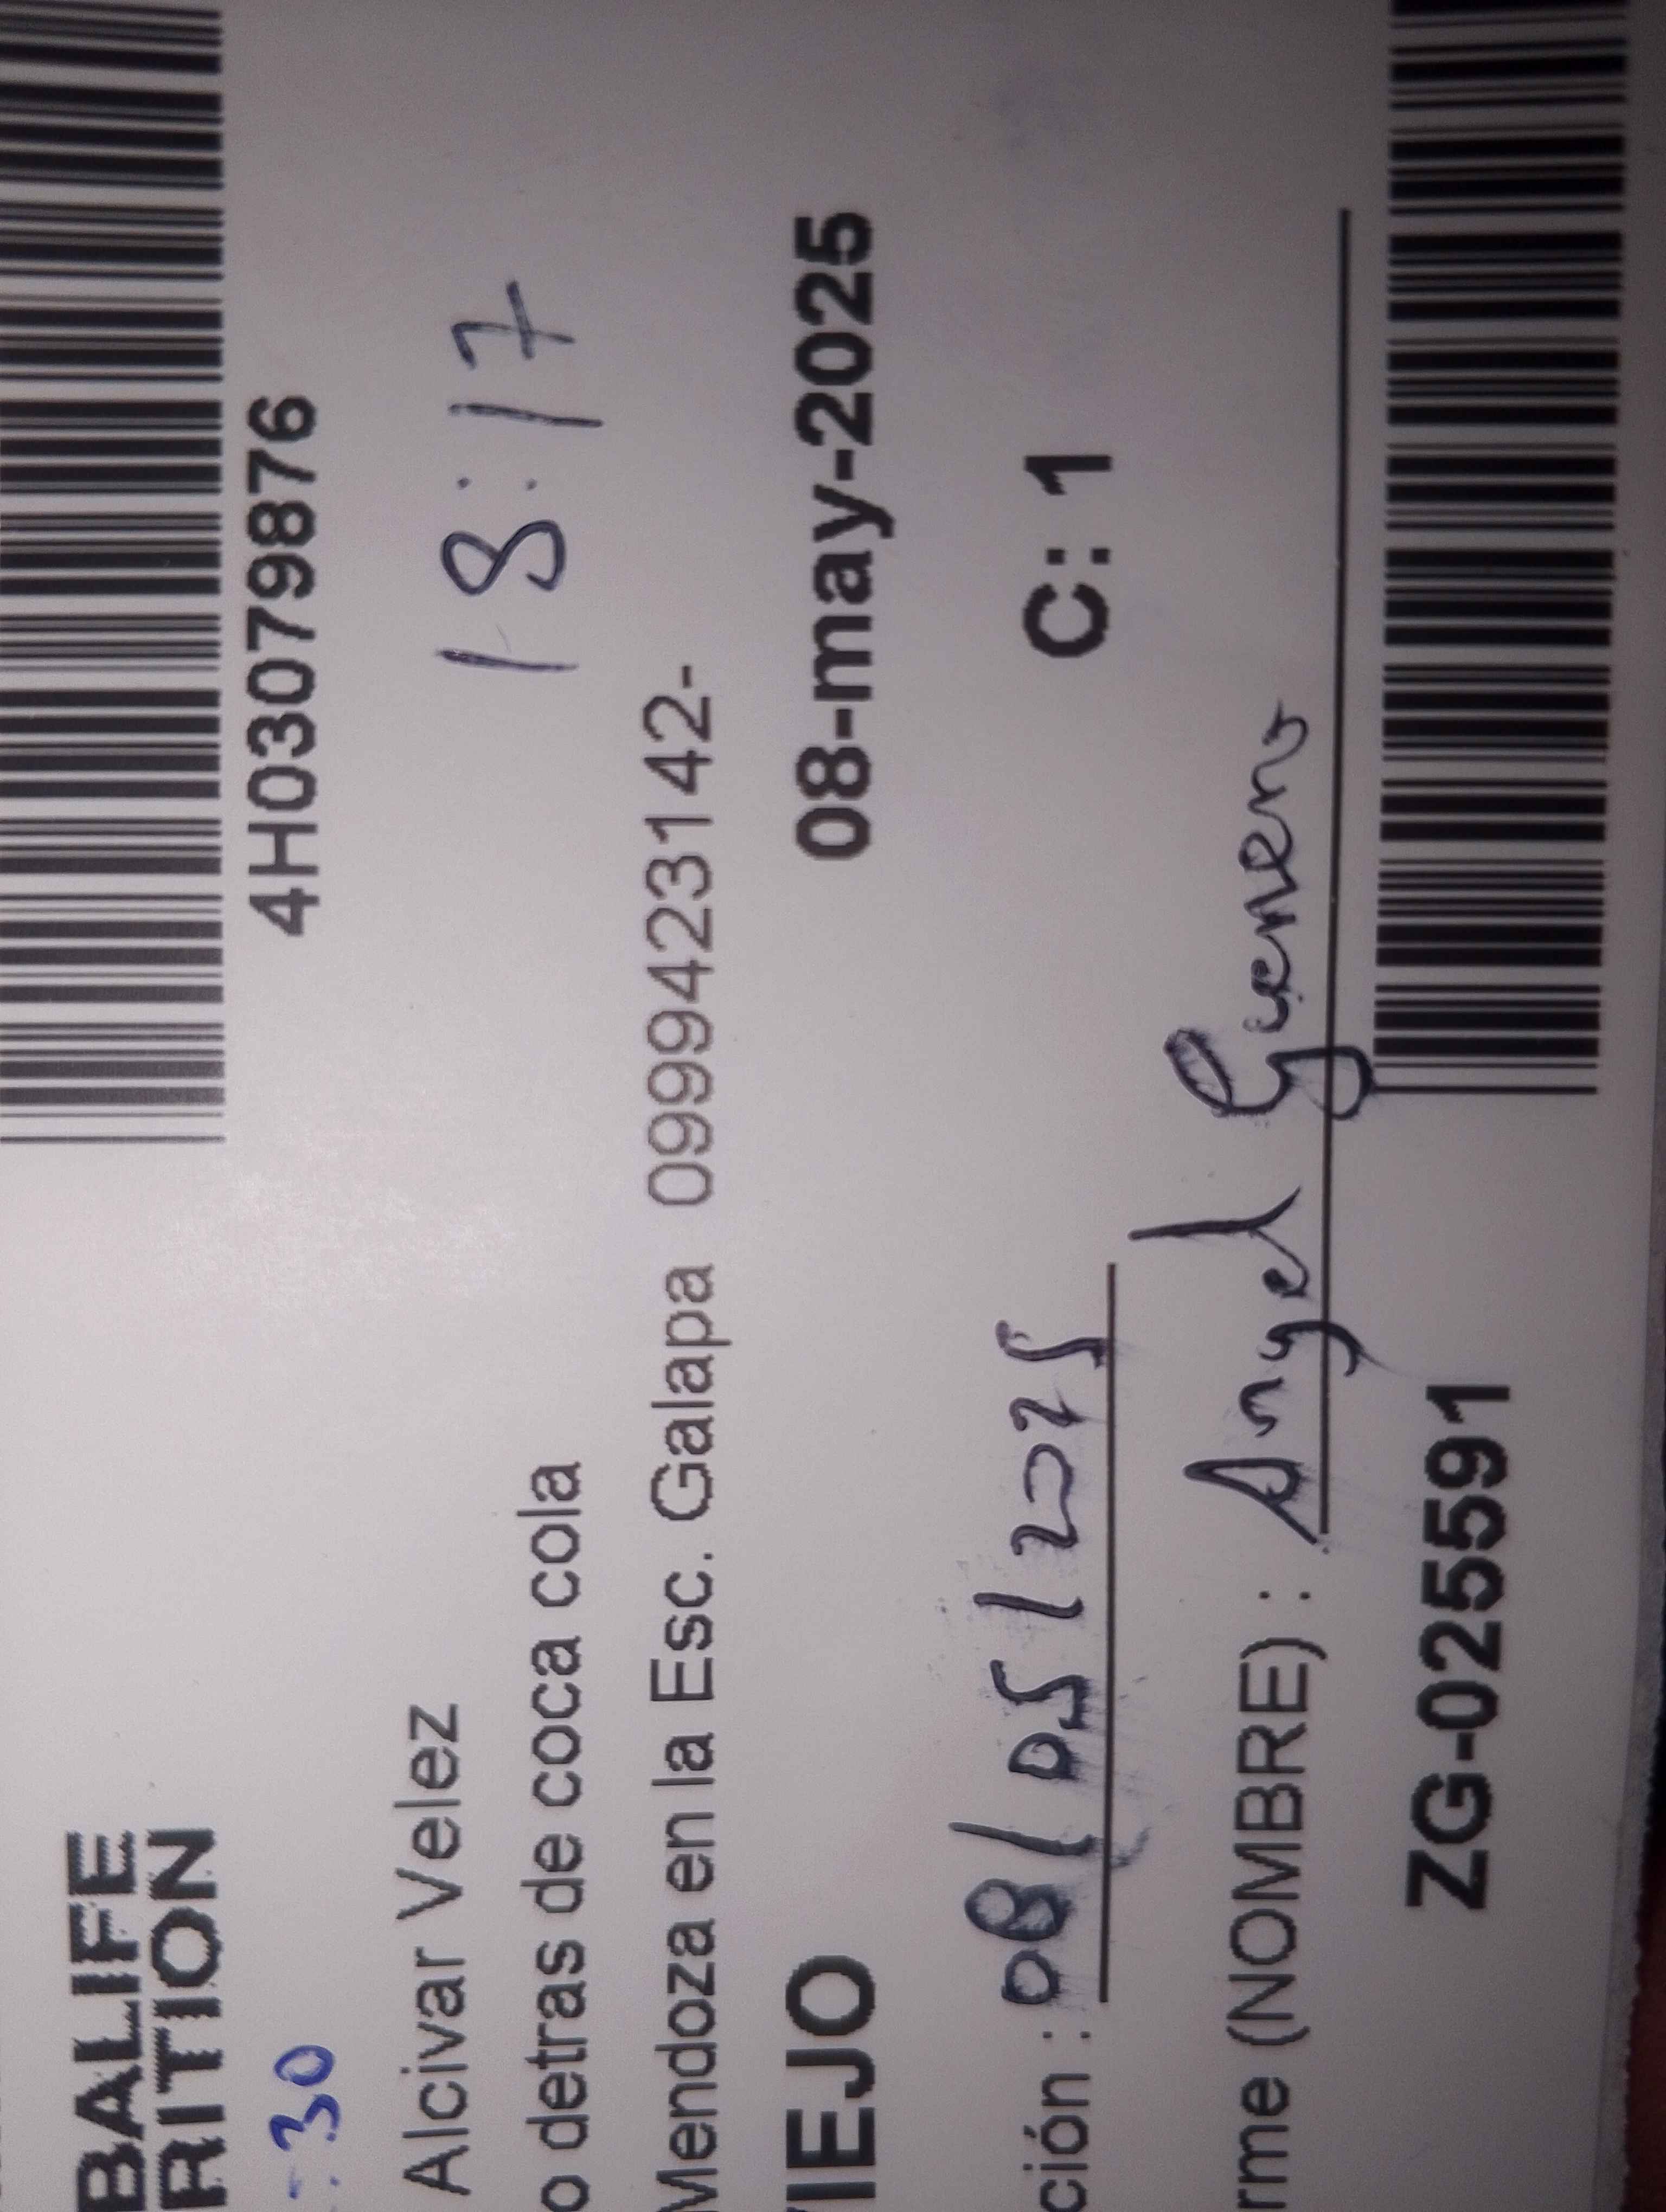 BALIFE
RITION
4H03079876
:30
18:17
Alcivar Velez
o detras de coca cola
Mendoza en la Esc. Galapa 0999423142-
IEJO 08-may-2025
ción : 08/05/2025 C: 1
rme (NOMBRE) : Angel Guerrero
ZG-025591